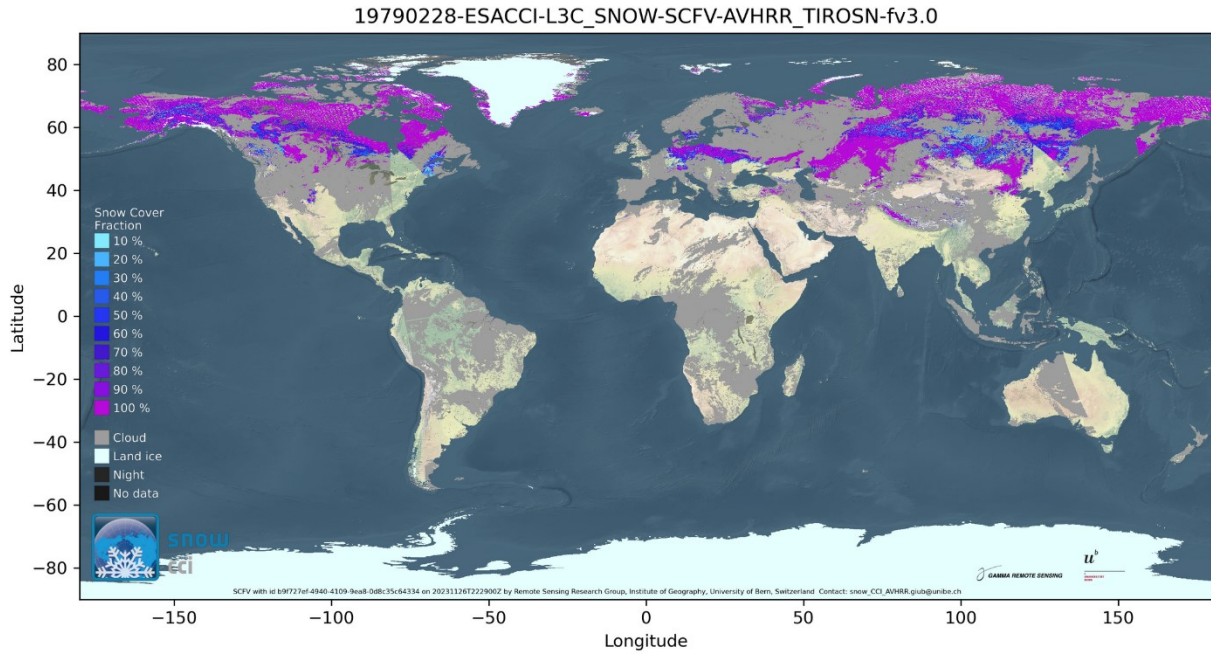 19790228-ESACCI-L3C_SNOW-SCFV-AVHRR_TIROSN-fv3.0
80
60
40
20
0
−20
−40
−60
−80
Latitude
Snow Cover
Fraction
10 %
20 %
30 %
40 %
50 %
60 %
70 %
80 %
90 %
100 %
Cloud
Land ice
Night
No data
snow
cci
GAMMA REMOTE SENSING
u^b
SCFV with id b9f727ef-4940-4109-9ea8-0d8c35c64334 on 20231126T222900Z by Remote Sensing Research Group, Institute of Geography, University of Bern, Switzerland Contact: snow_CCI_AVHRR.giub@unibe.ch
−150
−100
−50
0
50
100
150
Longitude